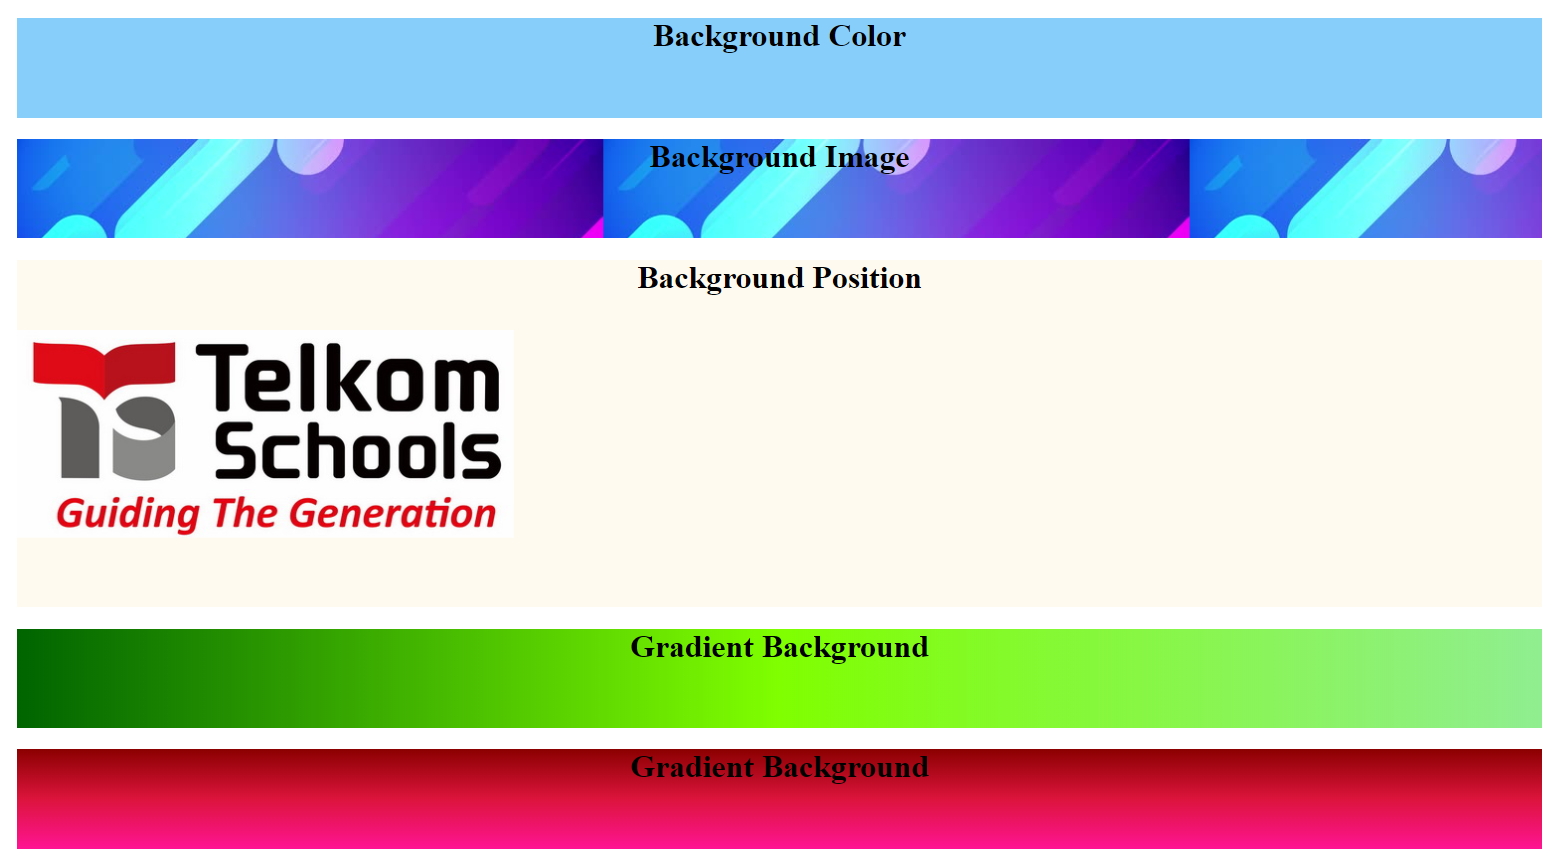 Background Color
Background Image
Background Position
Telkom
Schools
Guiding The Generation
Gradient Background
Gradient Background